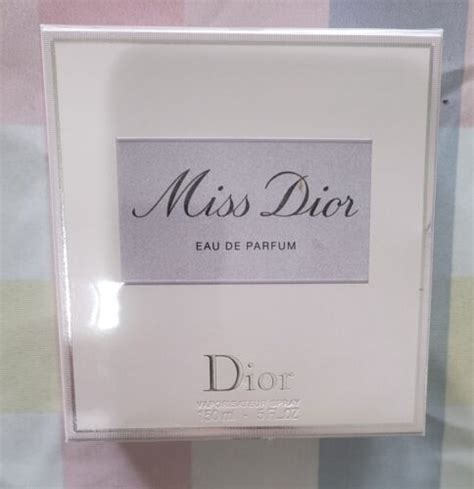 Miss Dior
EAU DE PARFUM
Dior
VAPORISATEUR SPRAY
150 ml - 5 FL.OZ